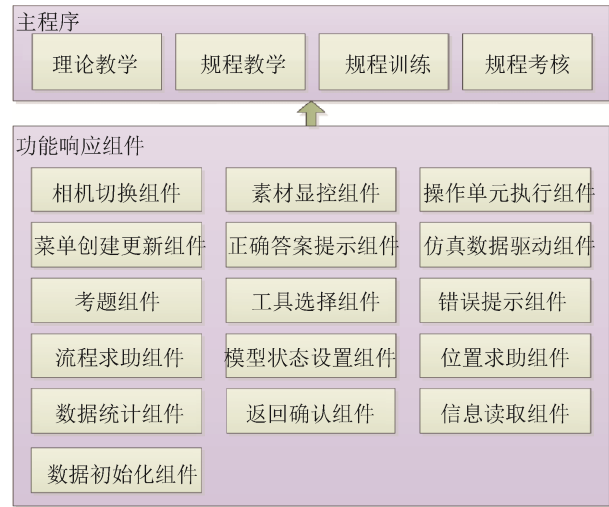 主程序
理论教学
规程教学
规程训练
规程考核
功能响应组件
相机切换组件
素材显控组件
操作单元执行组件
菜单创建更新组件
正确答案提示组件
仿真数据驱动组件
考题组件
工具选择组件
错误提示组件
流程求助组件
模型状态设置组件
位置求助组件
数据统计组件
返回确认组件
信息读取组件
数据初始化组件